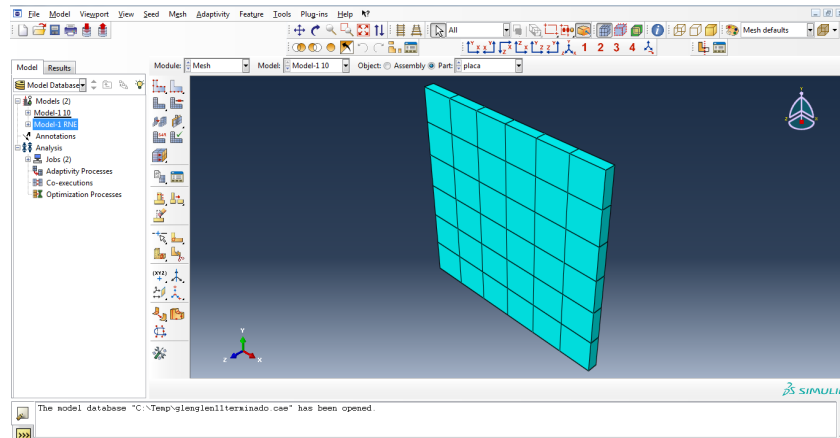 File Model Viewport View Seed Mesh Adaptivity Feature Tools Plug-ins Help
All Mesh defaults
1 2 3 4
Model Results Module: Mesh Model: Model-1 10 Object: Assembly Part: placa
Model Database
Models (2)
Model-1 10
Model-1 RNE
Annotations
Analysis
Jobs (2)
Adaptivity Processes
Co-executions
Optimization Processes
(XYZ)
Y
Z X
SIMULI
The model database "C:\Temp\glenglen11terminado.cae" has been opened.
>>>